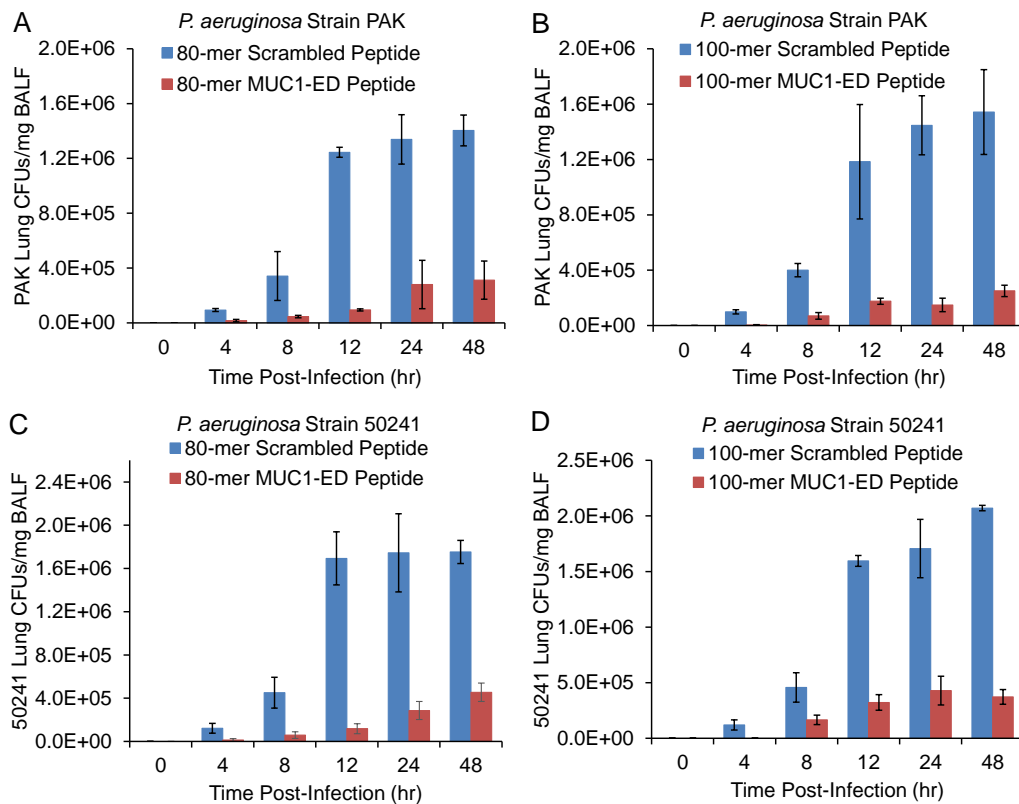 A
P. aeruginosa Strain PAK
80-mer Scrambled Peptide
80-mer MUC1-ED Peptide
2.0E+06
1.6E+06
1.2E+06
8.0E+05
4.0E+05
0.0E+00
PAK Lung CFUs/mg BALF
0 4 8 12 24 48
Time Post-Infection (hr)
B
P. aeruginosa Strain PAK
100-mer Scrambled Peptide
100-mer MUC1-ED Peptide
2.0E+06
1.6E+06
1.2E+06
8.0E+05
4.0E+05
0.0E+00
PAK Lung CFUs/mg BALF
0 4 8 12 24 48
Time Post-Infection (hr)
C
P. aeruginosa Strain 50241
80-mer Scrambled Peptide
80-mer MUC1-ED Peptide
2.4E+06
2.0E+06
1.6E+06
1.2E+06
8.0E+05
4.0E+05
0.0E+00
50241 Lung CFUs/mg BALF
0 4 8 12 24 48
Time Post-Infection (hr)
D
P. aeruginosa Strain 50241
100-mer Scrambled Peptide
100-mer MUC1-ED Peptide
2.5E+06
2.0E+06
1.5E+06
1.0E+06
5.0E+05
0.0E+00
50241 Lung CFUs/mg BALF
0 4 8 12 24 48
Time Post-Infection (hr)